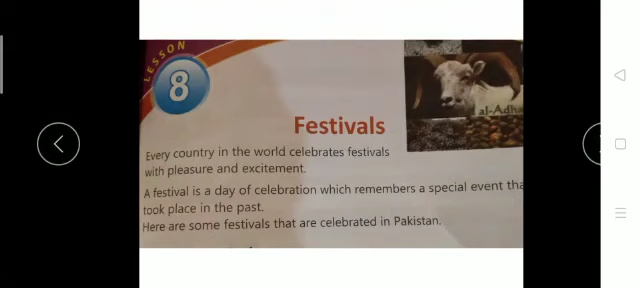 LESSON
8
al-Adha
Festivals
Every country in the world celebrates festivals
with pleasure and excitement.
A festival is a day of celebration which remembers a special event tha
took place in the past.
Here are some festivals that are celebrated in Pakistan.